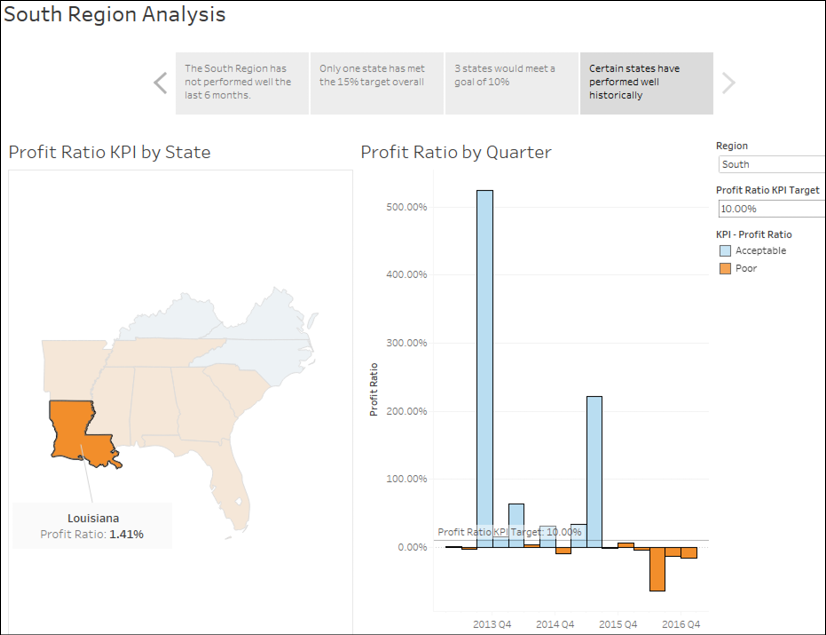 South Region Analysis
The South Region has
not performed well the
last 6 months.
Only one state has met
the 15% target overall
3 states would meet a
goal of 10%
Certain states have
performed well
historically
Profit Ratio KPI by State
Louisiana
Profit Ratio: 1.41%
Profit Ratio by Quarter
500.00%
400.00%
300.00%
200.00%
100.00%
0.00%
Profit Ratio
Profit Ratio KPI Target: 10.00%
2013 Q4
2014 Q4
2015 Q4
2016 Q4
Region
South
Profit Ratio KPI Target
10.00%
KPI - Profit Ratio
Acceptable
Poor